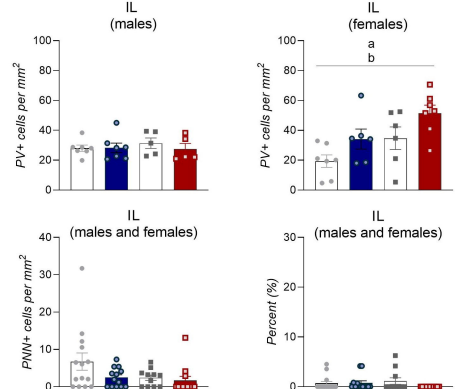 IL
(males)
PV+ cells per mm²
100
80
60
40
20
0
IL
(females)
a
b
PV+ cells per mm²
100
80
60
40
20
0
IL
(males and females)
PNN+ cells per mm²
40
30
20
10
0
IL
(males and females)
Percent (%)
30
20
10
0